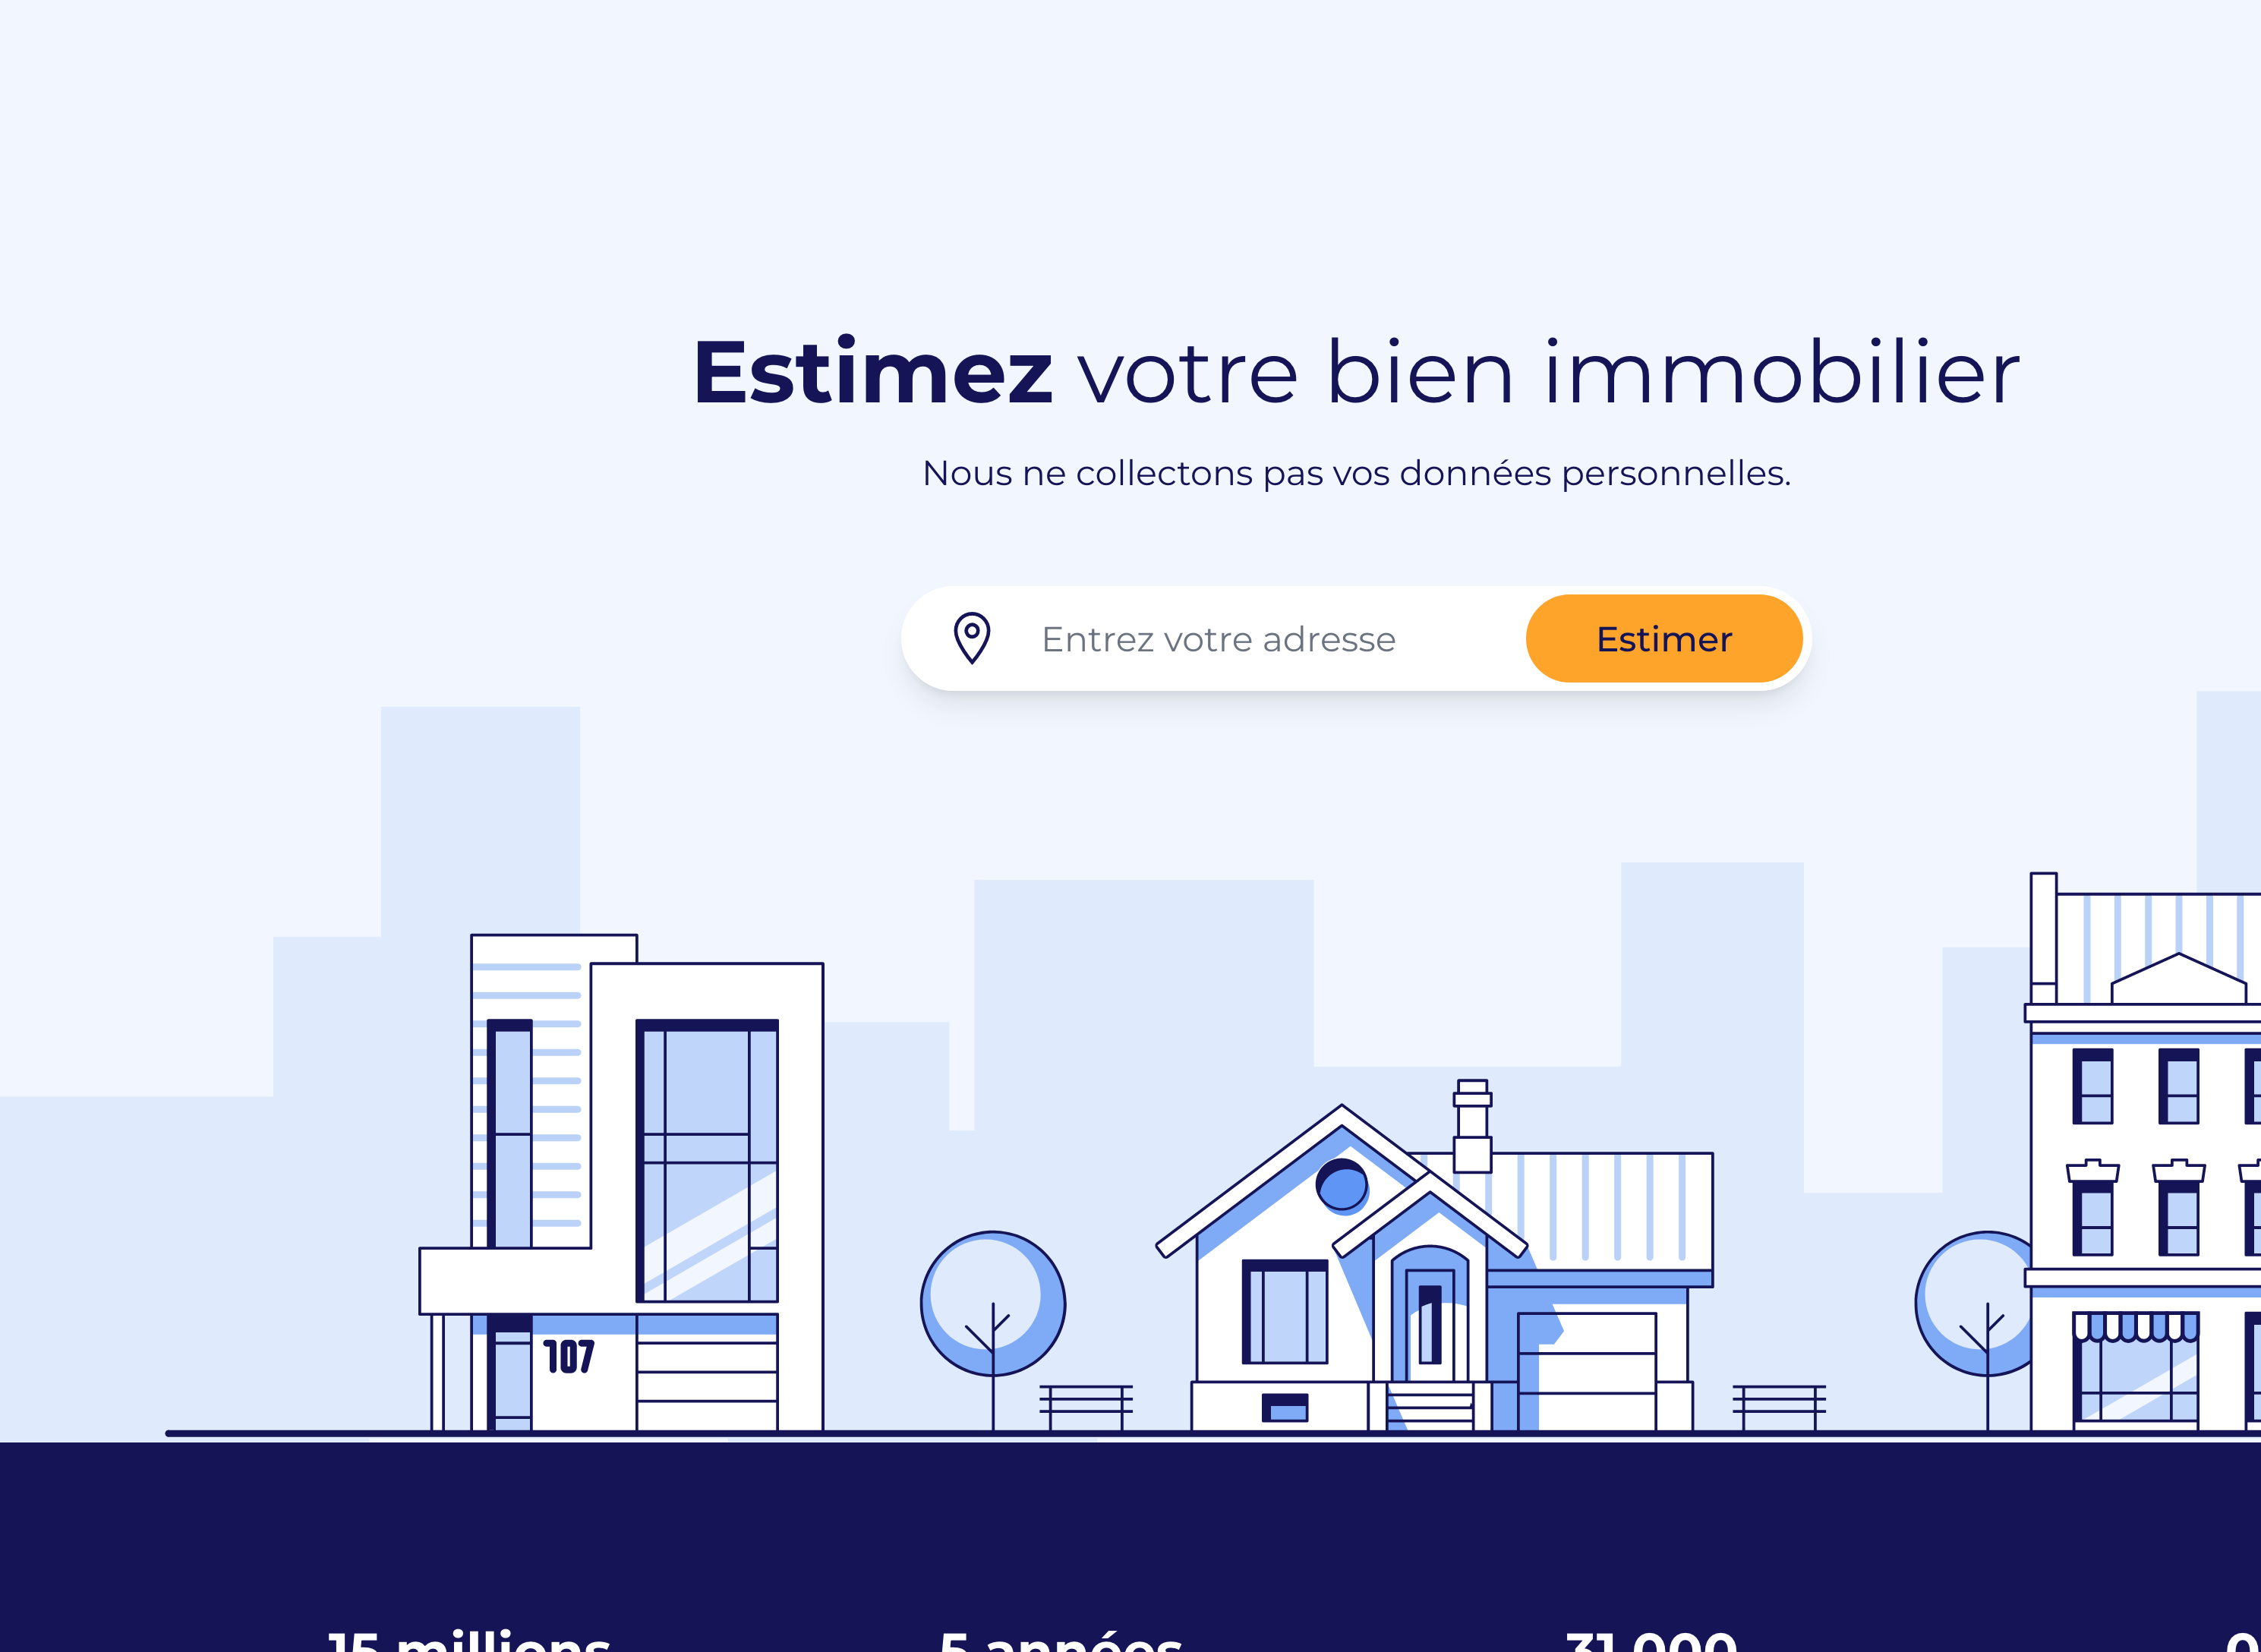 Estimez votre bien immobilier
Nous ne collectons pas vos données personnelles.
Entrez votre adresse
Estimer
107
15 millions
5 années
31 000